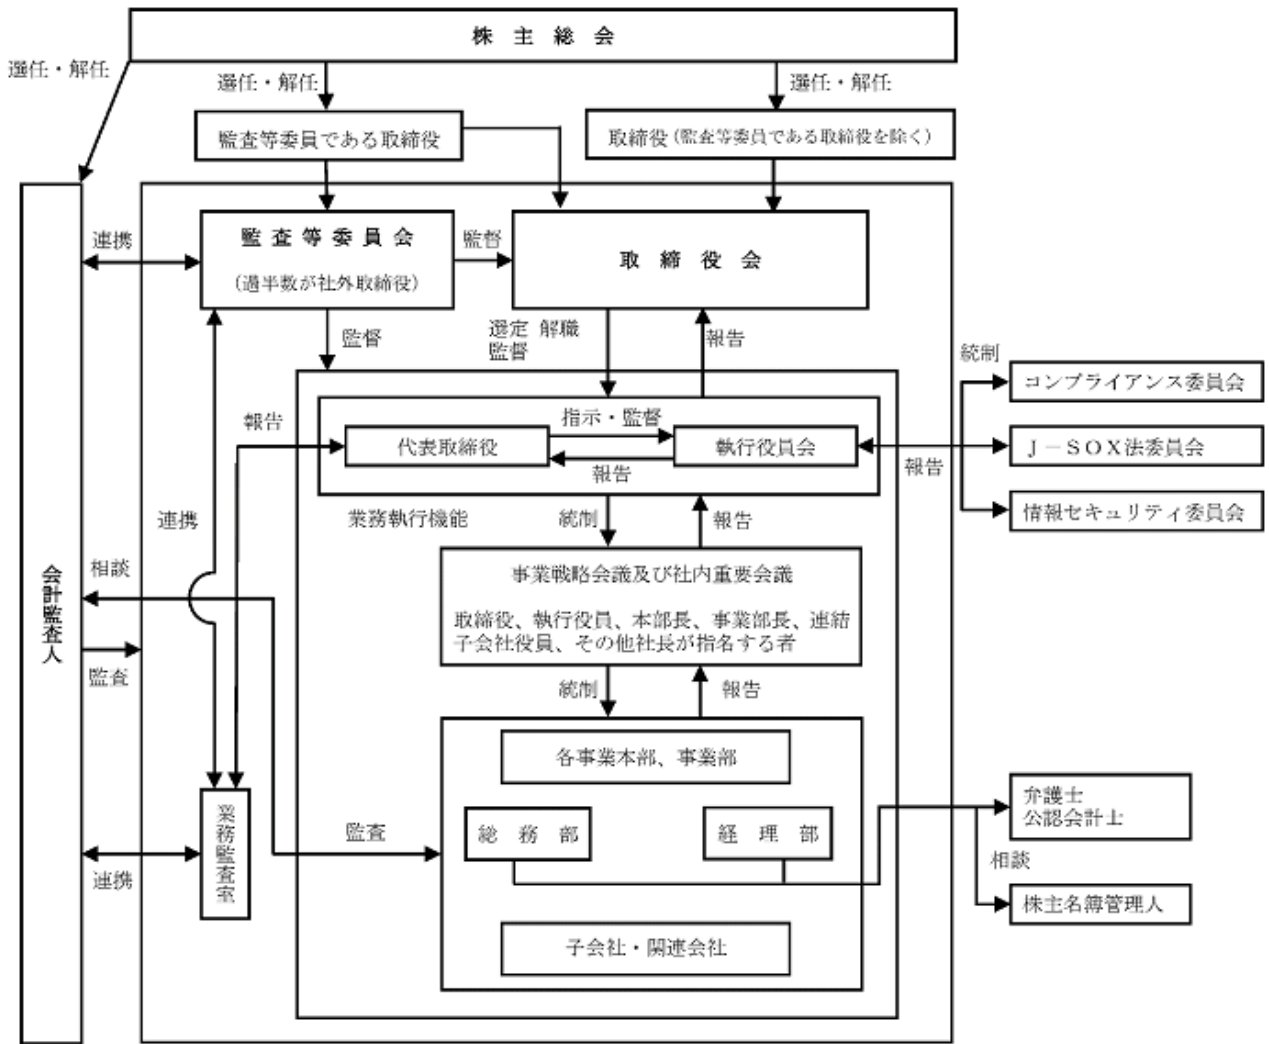 株主総会
選任・解任
選任・解任
選任・解任
監査等委員である取締役
取締役(監査等委員である取締役を除く)
監査等委員会
(過半数が社外取締役)
監督
取締役会
連携
監督
選定 解職
監督
報告
統制
コンプライアンス委員会
J-SOX法委員会
情報セキュリティ委員会
報告
報告
指示・監督
代表取締役
執行役員会
報告
業務執行機能
統制
報告
連携
事業戦略会議及び社内重要会議
取締役、執行役員、本部長、事業部長、連結
子会社役員、その他社長が指名する者
会計監査人
相談
監査
統制
報告
各事業本部、事業部
総務部
経理部
監査
業務監査室
連携
弁護士
公認会計士
相談
株主名簿管理人
子会社・関連会社